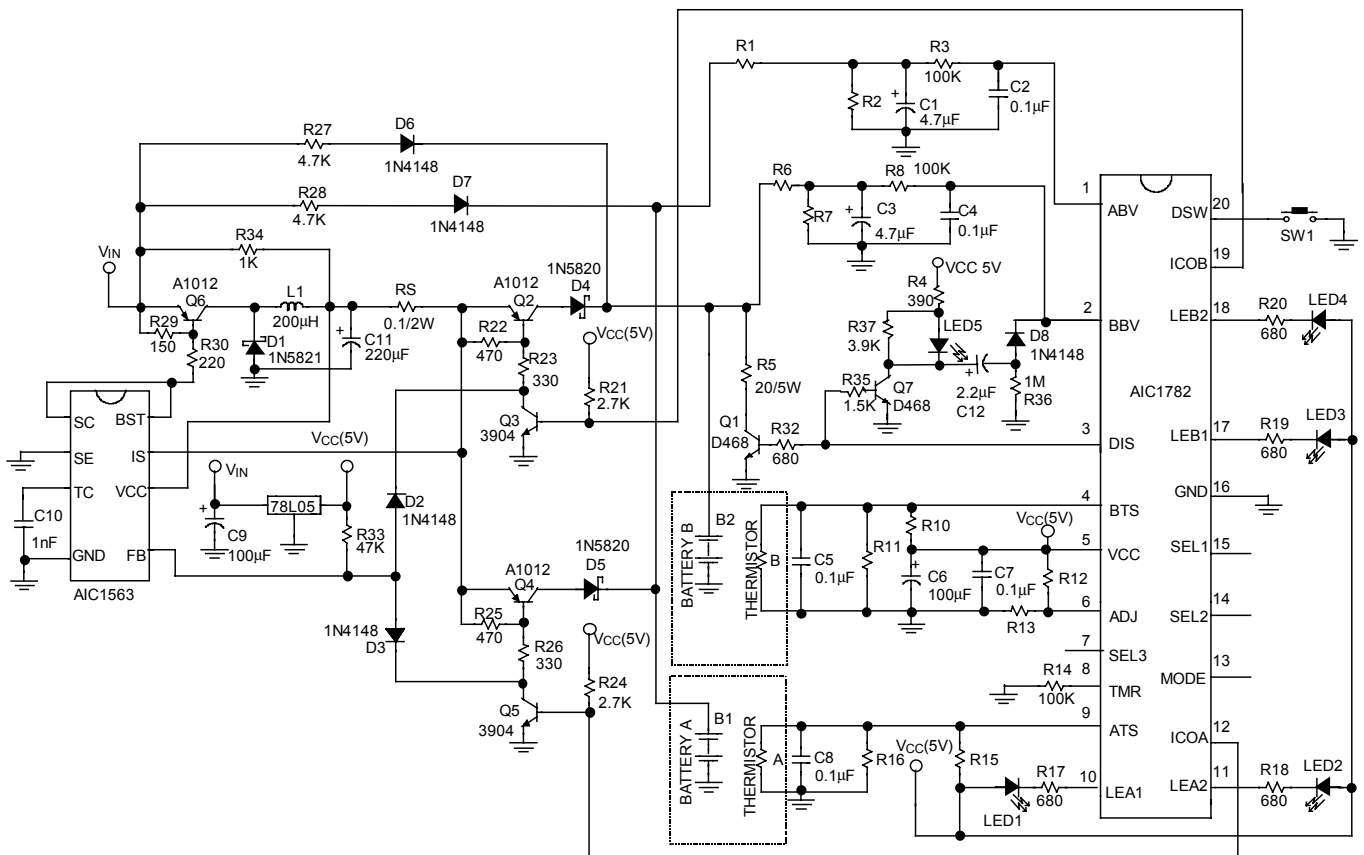 R1
R3
100K
R2
C1
4.7µF
C2
0.1µF
D6
R27
4.7K
1N4148
D7
R28
4.7K
1N4148
R6
R8
100K
R7
C3
4.7µF
C4
0.1µF
1
ABV
DSW
20
SW1
19
ICOB
R34
1K
VIN
A1012
Q6
L1
200µH
RS
0.1/2W
A1012
Q2
1N5820
D4
VCC 5V
R4
390
R37
3.9K
LED5
D8
1N4148
2
BBV
LEB2
18
R20
680
LED4
R29
150
R30
220
D1
1N5821
C11
220µF
R22
470
R23
330
VCC(5V)
R21
2.7K
R5
20/5W
R35
1.5K
Q7
D468
2.2µF
C12
1M
R36
AIC1782
SC
BST
SE
IS
TC
VCC
GND
FB
AIC1563
C10
1nF
VCC(5V)
Q3
3904
Q1
D468
R32
680
3
DIS
LEB1
17
R19
680
LED3
VIN
78L05
C9
100µF
R33
47K
D2
1N4148
16
GND
BATTERY B
B2
THERMISTOR
B
C5
0.1µF
R11
R10
C6
100µF
C7
0.1µF
VCC(5V)
R12
R13
4
BTS
5
VCC
SEL1
15
6
ADJ
SEL2
14
7
SEL3
MODE
13
8
TMR
R14
100K
1N5820
D5
A1012
Q4
R25
470
R26
330
1N4148
D3
VCC(5V)
R24
2.7K
Q5
3904
BATTERY A
B1
THERMISTOR
A
C8
0.1µF
R16
VCC(5V)
R15
9
ATS
ICOA
12
10
LEA1
R17
680
LED1
LEA2
11
R18
680
LED2
+
+
+
+
+
+